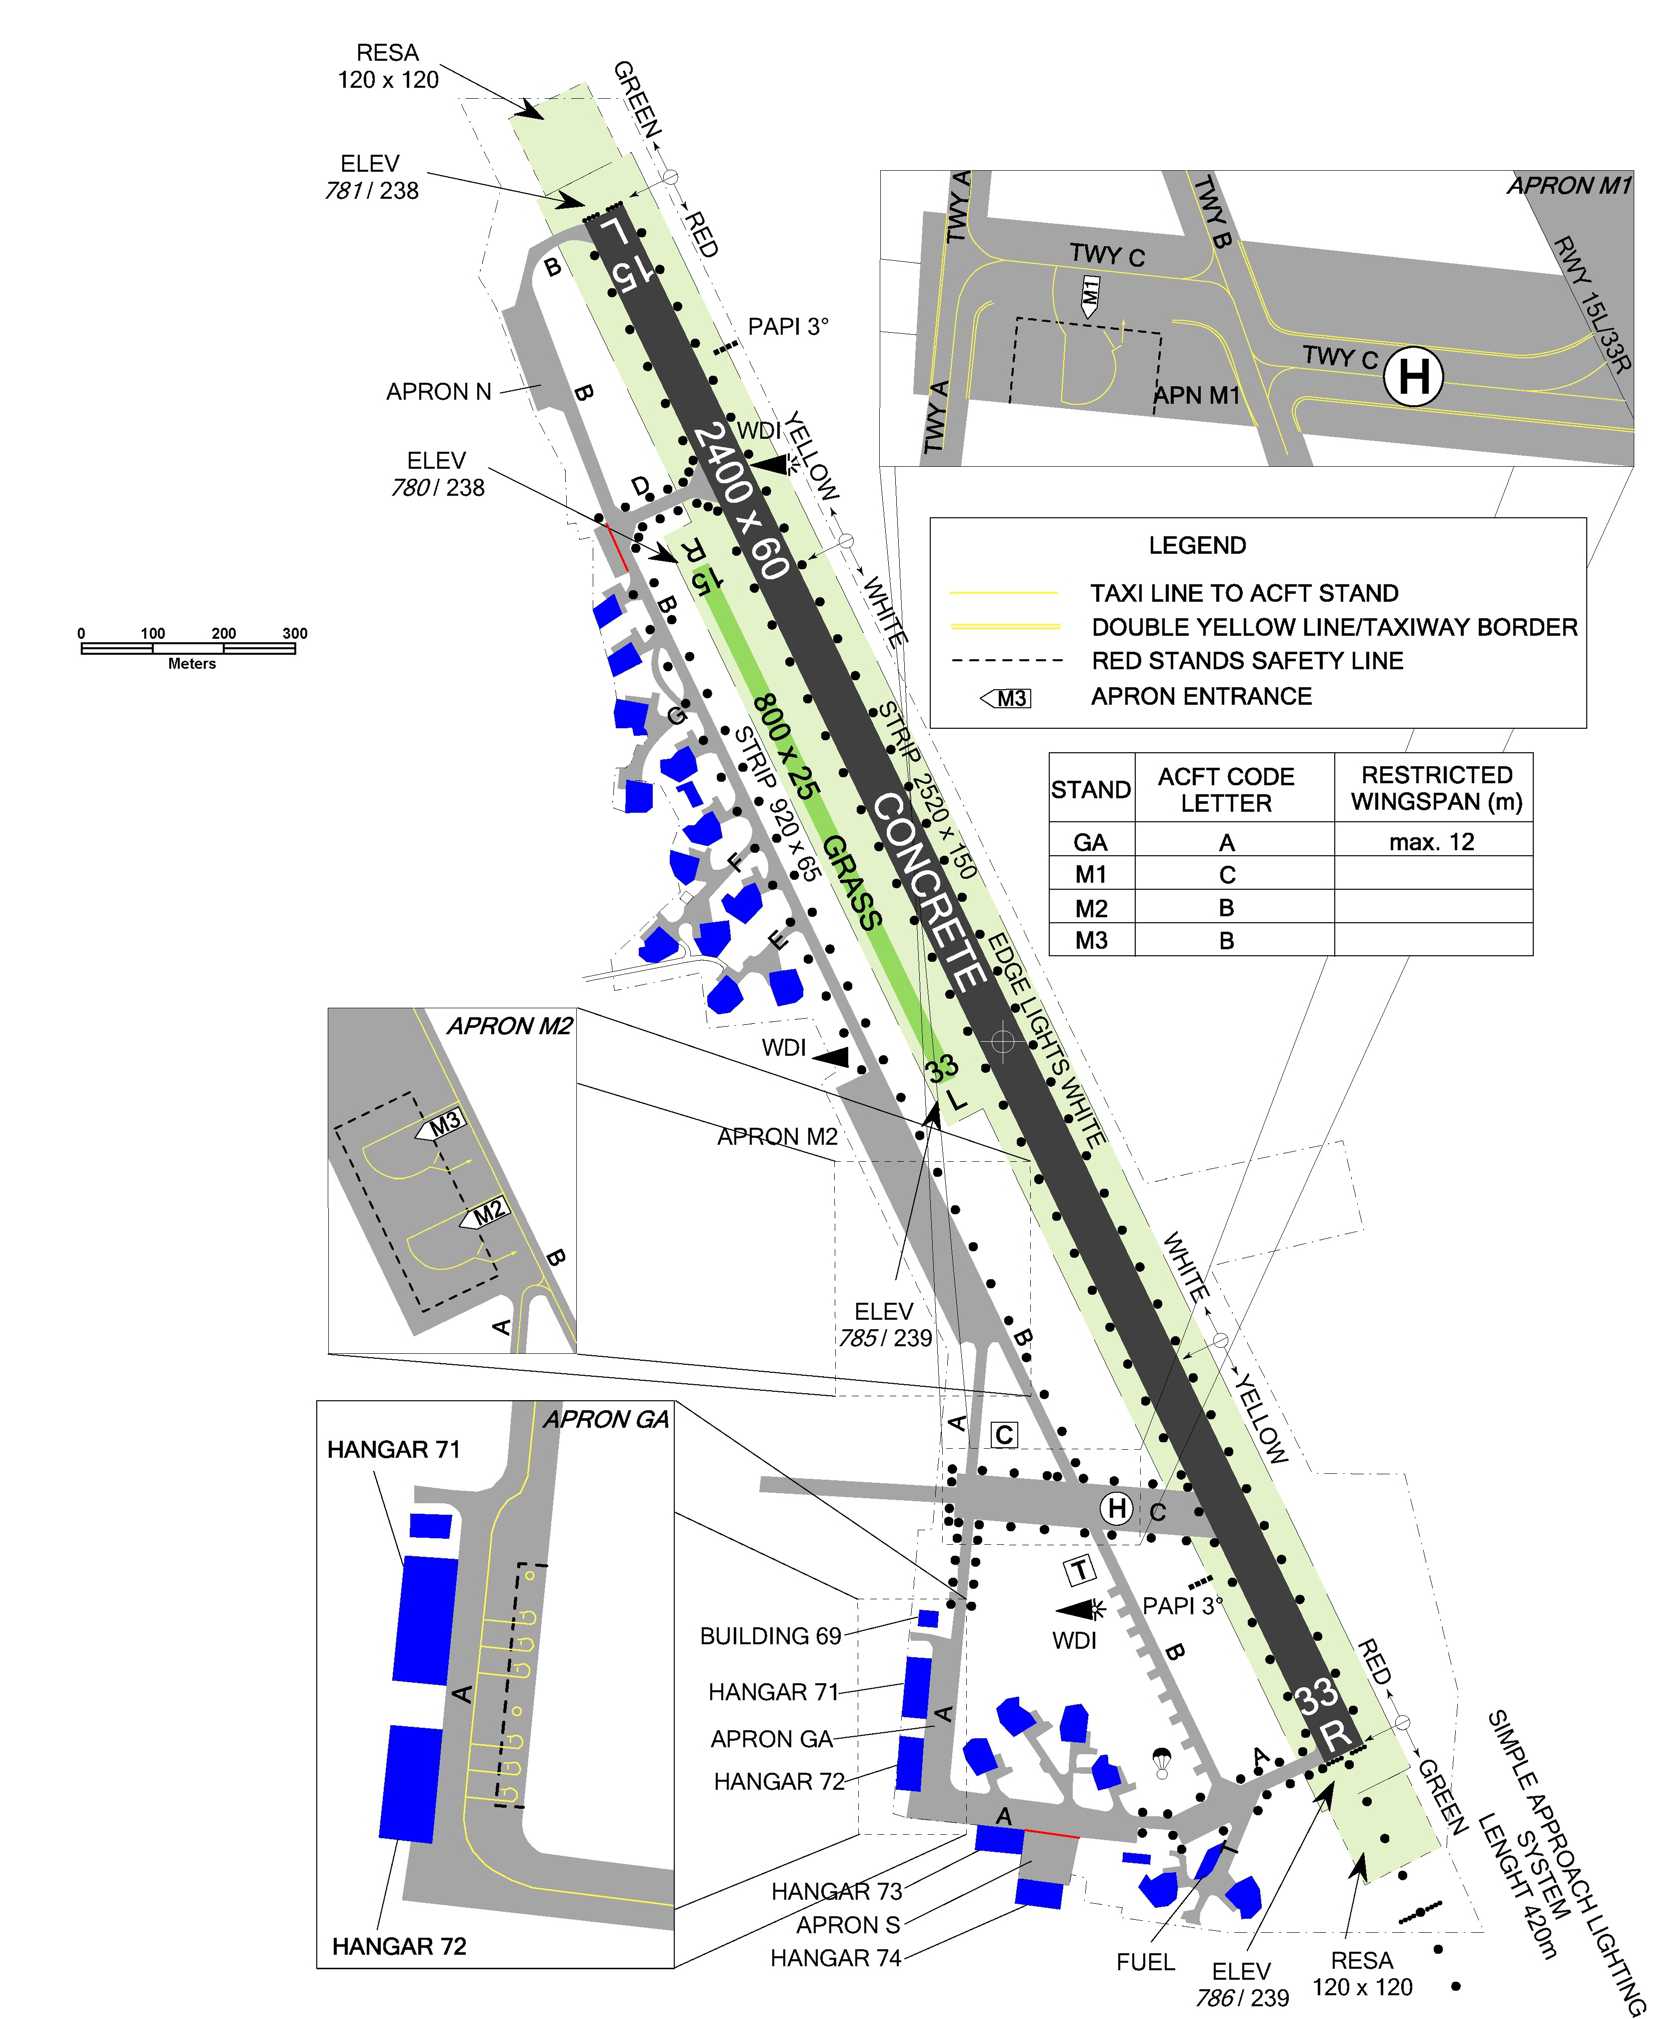 RESA
120 x 120
GREEN
ELEV
781 / 238
RED
L
15
B
PAPI 3°
APRON N
B
WDI
YELLOW
ELEV
780 / 238
D
2400 x 60
R
15
WHITE
B
0 100 200 300
Meters
G
STRIP 920 x 65
800 x 25
GRASS
STRIP 2520 x 150
CONCRETE
F
E
EDGE LIGHTS WHITE
WDI
33
L
APRON M2
ELEV
785 / 239
WHITE
YELLOW
B
A
C
H
C
T
PAPI 3°
WDI
B
BUILDING 69
HANGAR 71
A
APRON GA
HANGAR 72
A
A
RED
33
R
GREEN
HANGAR 73
APRON S
HANGAR 74
T
FUEL
ELEV
786 / 239
RESA
120 x 120
SIMPLE APPROACH LIGHTING
SYSTEM
LENGHT 420m
APRON M1
TWY A
TWY B
TWY C
M1
RWY 15L/33R
TWY C
H
TWY A
APN M1
LEGEND
TAXI LINE TO ACFT STAND
DOUBLE YELLOW LINE/TAXIWAY BORDER
RED STANDS SAFETY LINE
M3 APRON ENTRANCE
STAND ACFT CODE LETTER RESTRICTED WINGSPAN (m)
GA A max. 12
M1 C
M2 B
M3 B
APRON M2
M3
M2
B
A
APRON GA
HANGAR 71
A
HANGAR 72